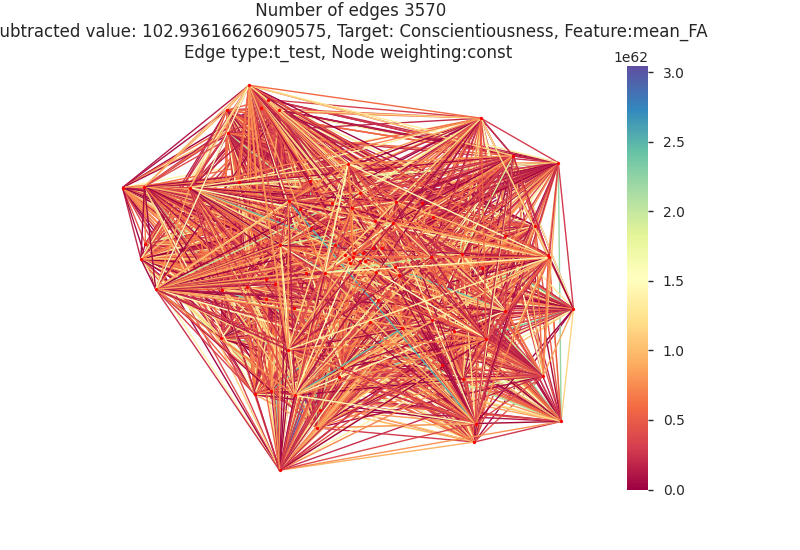 Number of edges 3570
ubtracted value: 102.93616626090575, Target: Conscientiousness, Feature:mean_FA
Edge type:t_test, Node weighting:const
1e62
3.0
2.5
2.0
1.5
1.0
0.5
0.0